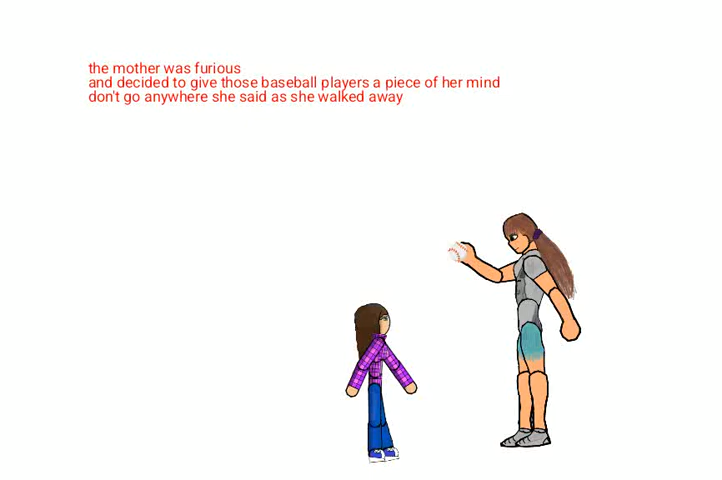 the mother was furious
and decided to give those baseball players a piece of her mind
don't go anywhere she said as she walked away